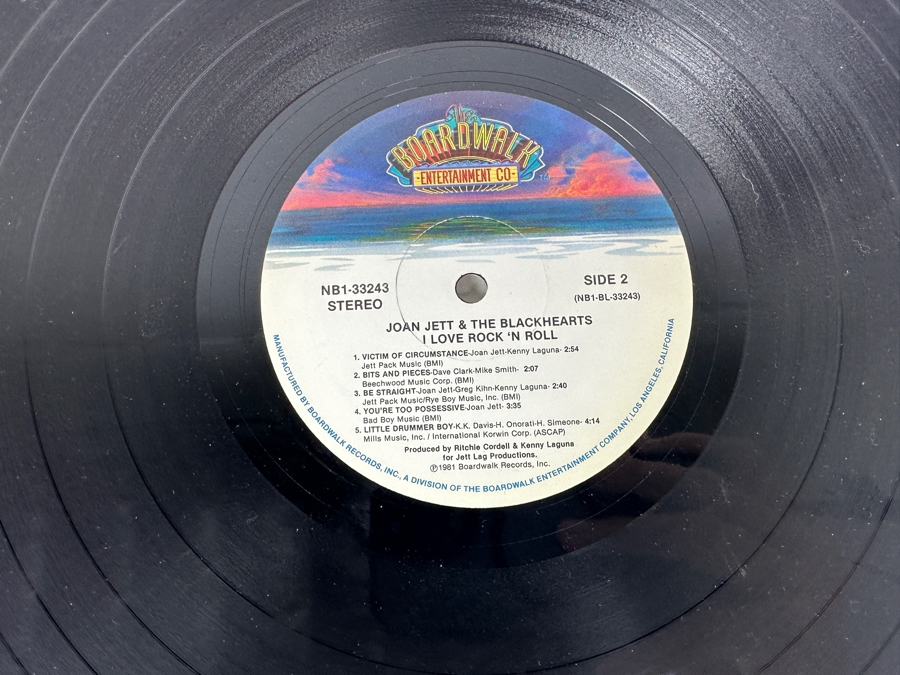 The
BOARDWALK
ENTERTAINMENT CO
TM
NB1-33243
STEREO
SIDE 2
(NB1-BL-33243)
JOAN JETT & THE BLACKHEARTS
I LOVE ROCK 'N ROLL
1. VICTIM OF CIRCUMSTANCE-Joan Jett-Kenny Laguna- 2:54
Jett Pack Music (BMI)
2. BITS AND PIECES-Dave Clark-Mike Smith- 2:07
Beechwood Music Corp. (BMI)
3. BE STRAIGHT-Joan Jett-Greg Kihn-Kenny Laguna- 2:40
Jett Pack Music/Rye Boy Music, Inc. (BMI)
4. YOU'RE TOO POSSESSIVE-Joan Jett- 3:35
Bad Boy Music (BMI)
5. LITTLE DRUMMER BOY-K.K. Davis-H. Onorati-H. Simeone- 4:14
Mills Music, Inc. / International Korwin Corp. (ASCAP)
Produced by Ritchie Cordell & Kenny Laguna
for Jett Lag Productions.
℗1981 Boardwalk Records, Inc.
MANUFACTURED BY BOARDWALK RECORDS, INC., A DIVISION OF THE BOARDWALK ENTERTAINMENT COMPANY, LOS ANGELES, CALIFORNIA